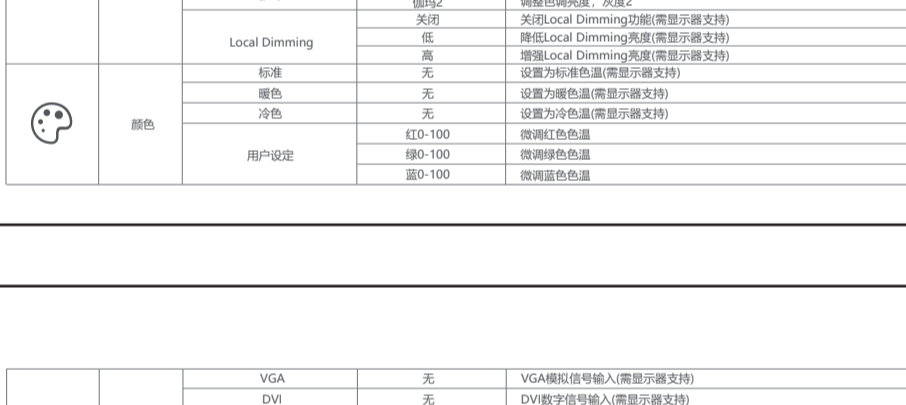 伽玛2 调整色调亮度，灰度2
关闭 关闭Local Dimming功能(需显示器支持)
Local Dimming 低 降低Local Dimming亮度(需显示器支持)
高 增强Local Dimming亮度(需显示器支持)
标准 无 设置为标准色温(需显示器支持)
暖色 无 设置为暖色温(需显示器支持)
冷色 无 设置为冷色温(需显示器支持)
颜色
红0-100 微调红色色温
用户设定 绿0-100 微调绿色色温
蓝0-100 微调蓝色色温
VGA 无 VGA模拟信号输入(需显示器支持)
DVI 无 DVI数字信号输入(需显示器支持)